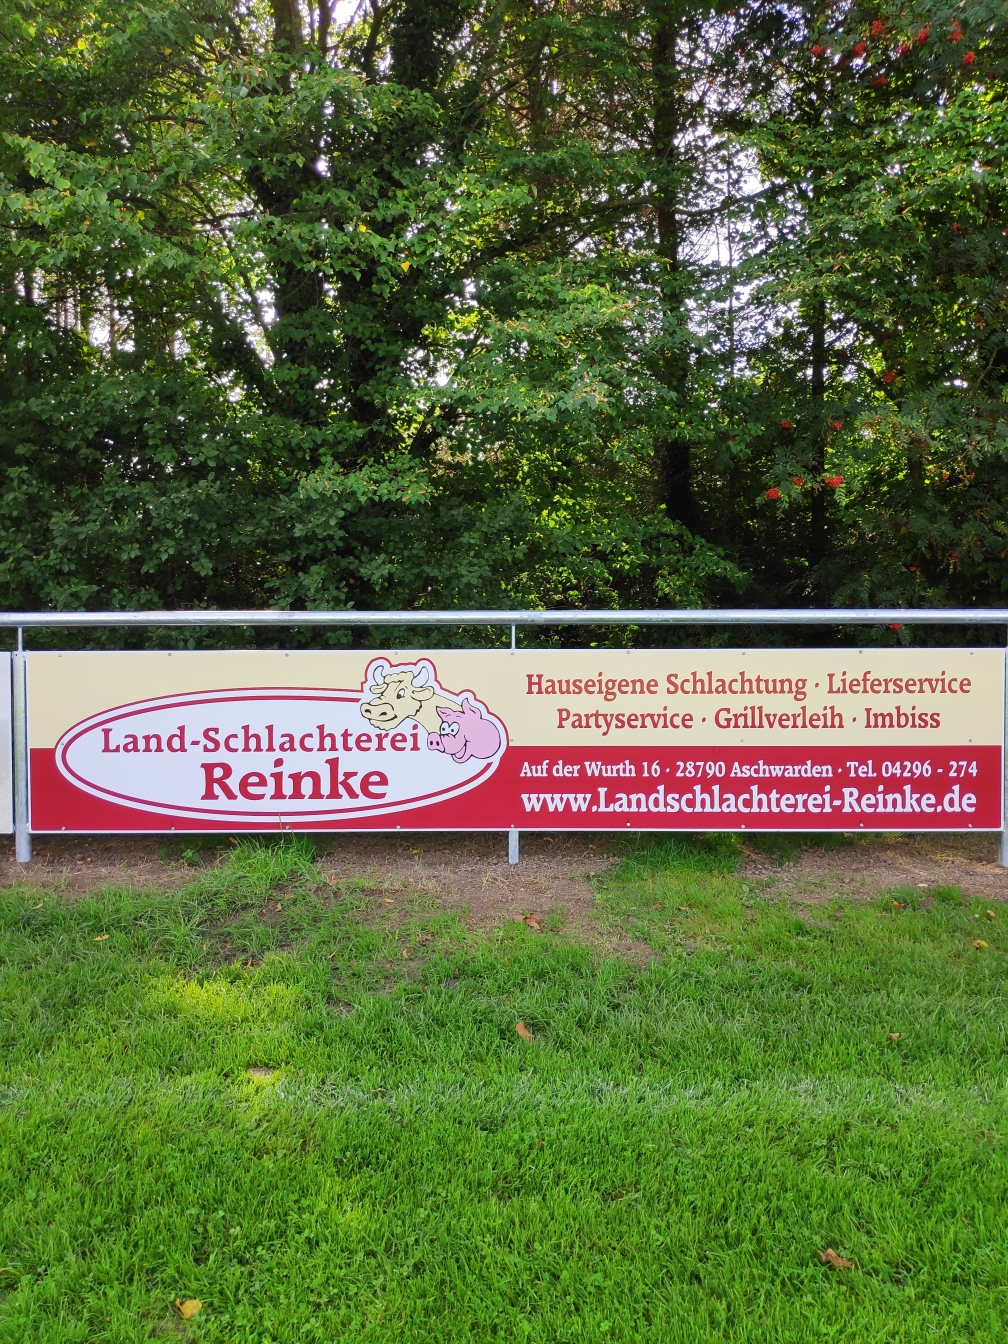 Land-Schlachterei
Reinke
Hauseigene Schlachtung · Lieferservice
Partyservice · Grillverleih · Imbiss
Auf der Wurth 16 · 28790 Aschwarden · Tel. 04296 - 274
www.Landschlachterei-Reinke.de